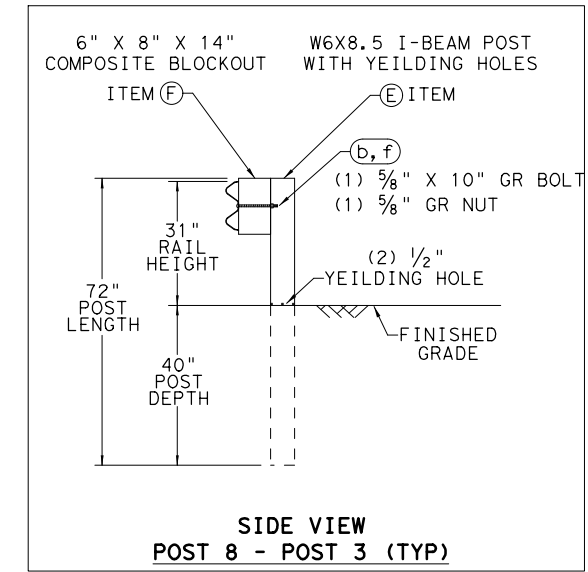 6" X 8" X 14"
COMPOSITE BLOCKOUT
ITEM F
W6X8.5 I-BEAM POST
WITH YEILDING HOLES
E ITEM
b, f
(1) 5/8" X 10" GR BOLT
(1) 5/8" GR NUT
31"
RAIL
HEIGHT
(2) 1/2"
YEILDING HOLE
72"
POST
LENGTH
FINISHED
GRADE
40"
POST
DEPTH
SIDE VIEW
POST 8 - POST 3 (TYP)